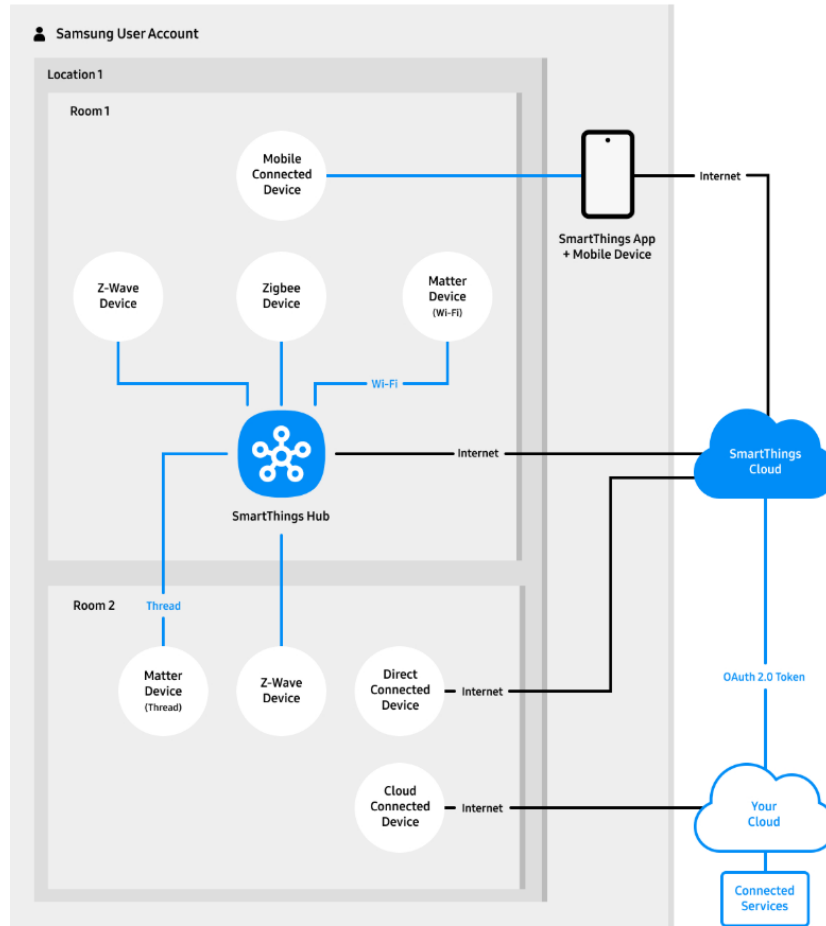 Samsung User Account
Location 1
Room 1
Mobile
Connected
Device
Internet
SmartThings App
+ Mobile Device
Z-Wave
Device
Zigbee
Device
Matter
Device
(Wi-Fi)
Wi-Fi
Internet
SmartThings
Cloud
SmartThings Hub
Room 2
Thread
Matter
Device
(Thread)
Z-Wave
Device
Direct
Connected
Device
Internet
OAuth 2.0 Token
Cloud
Connected
Device
Internet
Your
Cloud
Connected
Services